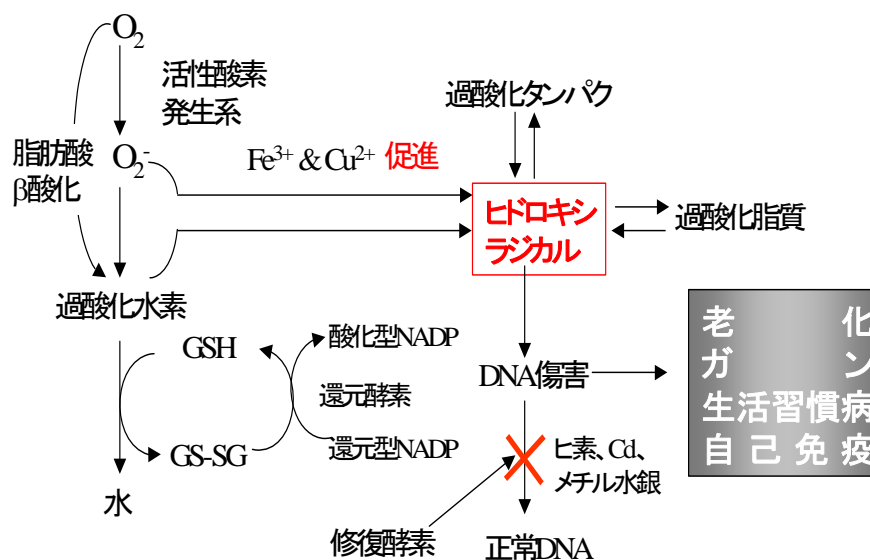 O₂
活性酸素
発生系
過酸化タンパク
脂肪酸
β酸化
O₂⁻
Fe³⁺ & Cu²⁺ 促進
ヒドロキシ
ラジカル
過酸化脂質
過酸化水素
GSH
酸化型NADP
還元酵素
GS-SG
還元型NADP
水
DNA傷害
老化
ガン
生活習慣病
自己免疫
ヒ素、Cd、
メチル水銀
修復酵素
正常DNA